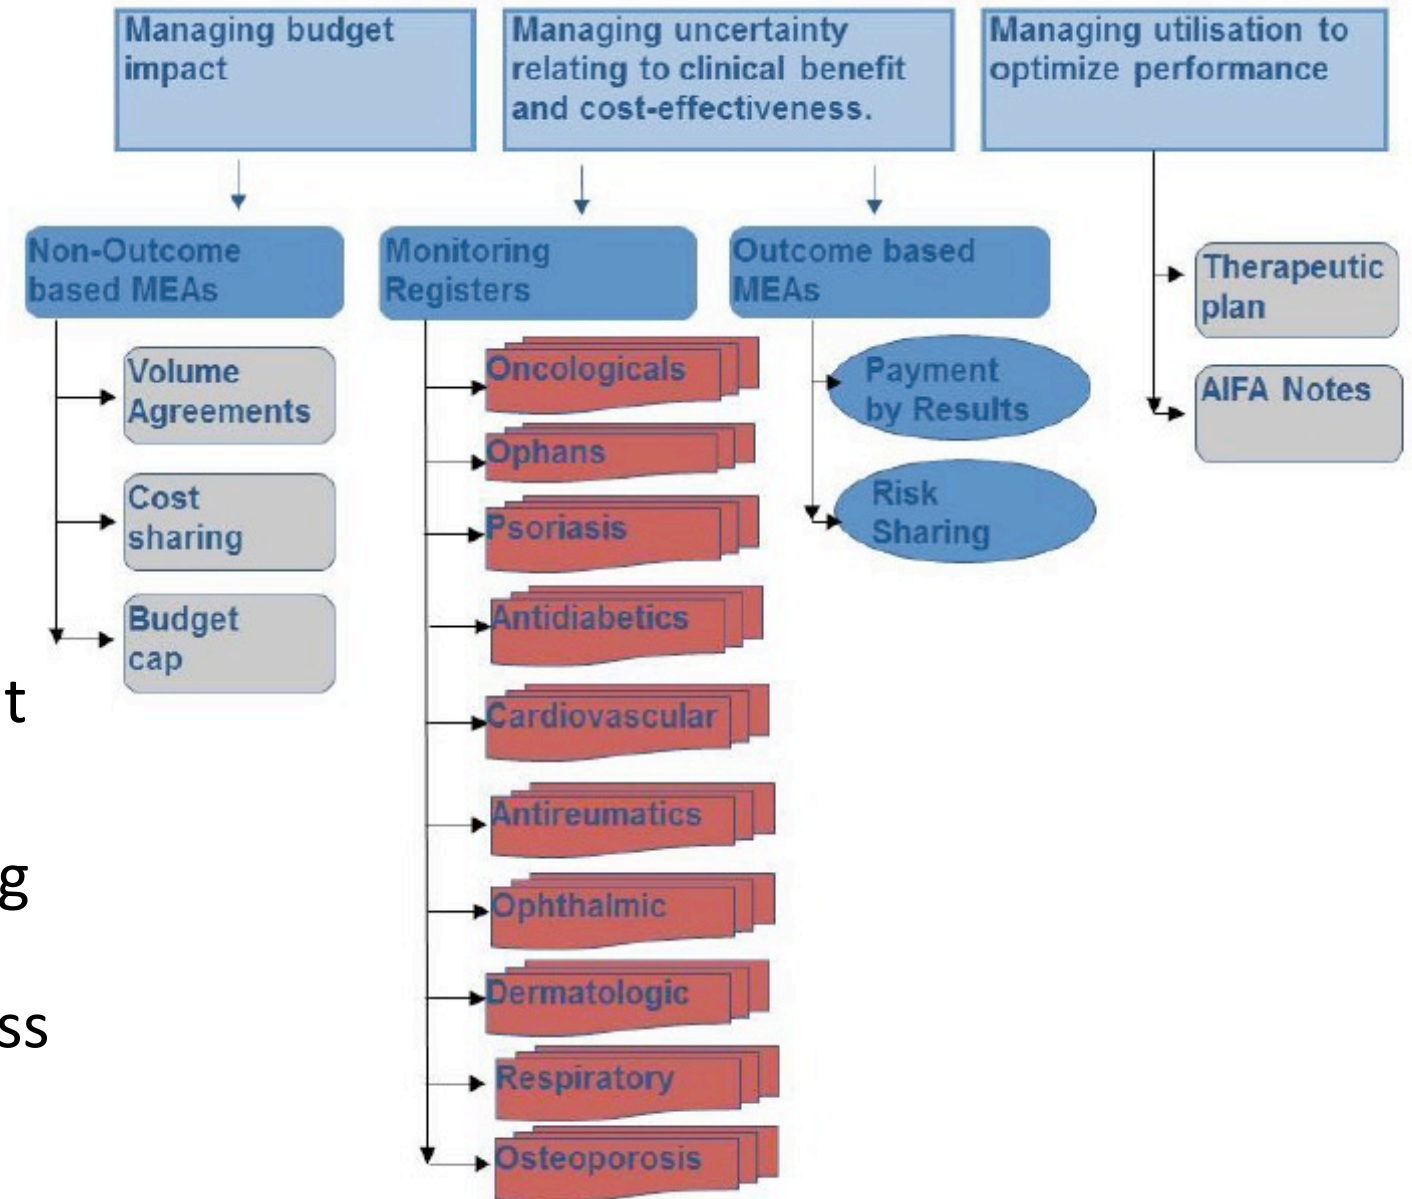 Managing budget
impact
Managing uncertainty
relating to clinical benefit
and cost-effectiveness.
Managing utilisation to
optimize performance
Non-Outcome
based MEAs
Monitoring
Registers
Outcome based
MEAs
Therapeutic
plan
AIFA Notes
Volume
Agreements
Cost
sharing
Budget
cap
Oncologicals
Ophans
Psoriasis
Antidiabetics
Cardiovascular
Antireumatics
Ophthalmic
Dermatologic
Respiratory
Osteoporosis
Payment
by Results
Risk
Sharing
t
g
ss